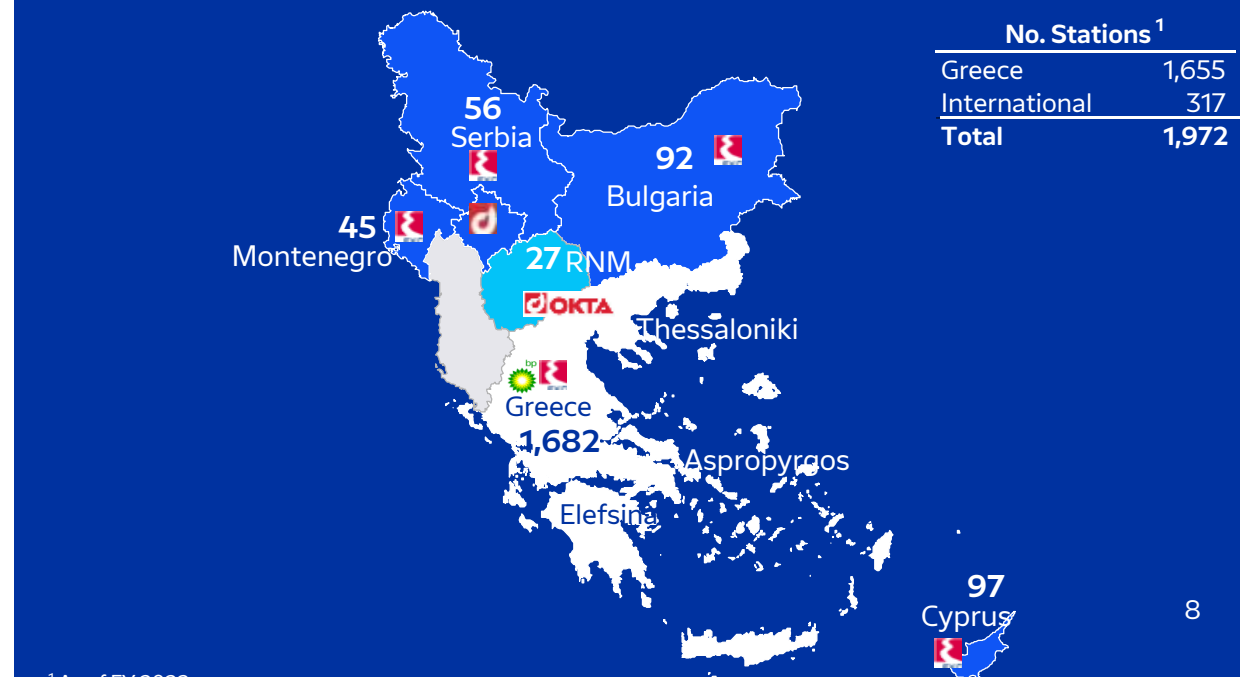 No. Stations 1
Greece 1,655
International 317
Total 1,972
56
Serbia
92
Bulgaria
45
Montenegro
27 RNM
OKTA
Thessaloniki
bp
Greece
1,682
Aspropyrgos
Elefsina
97
Cyprus
8